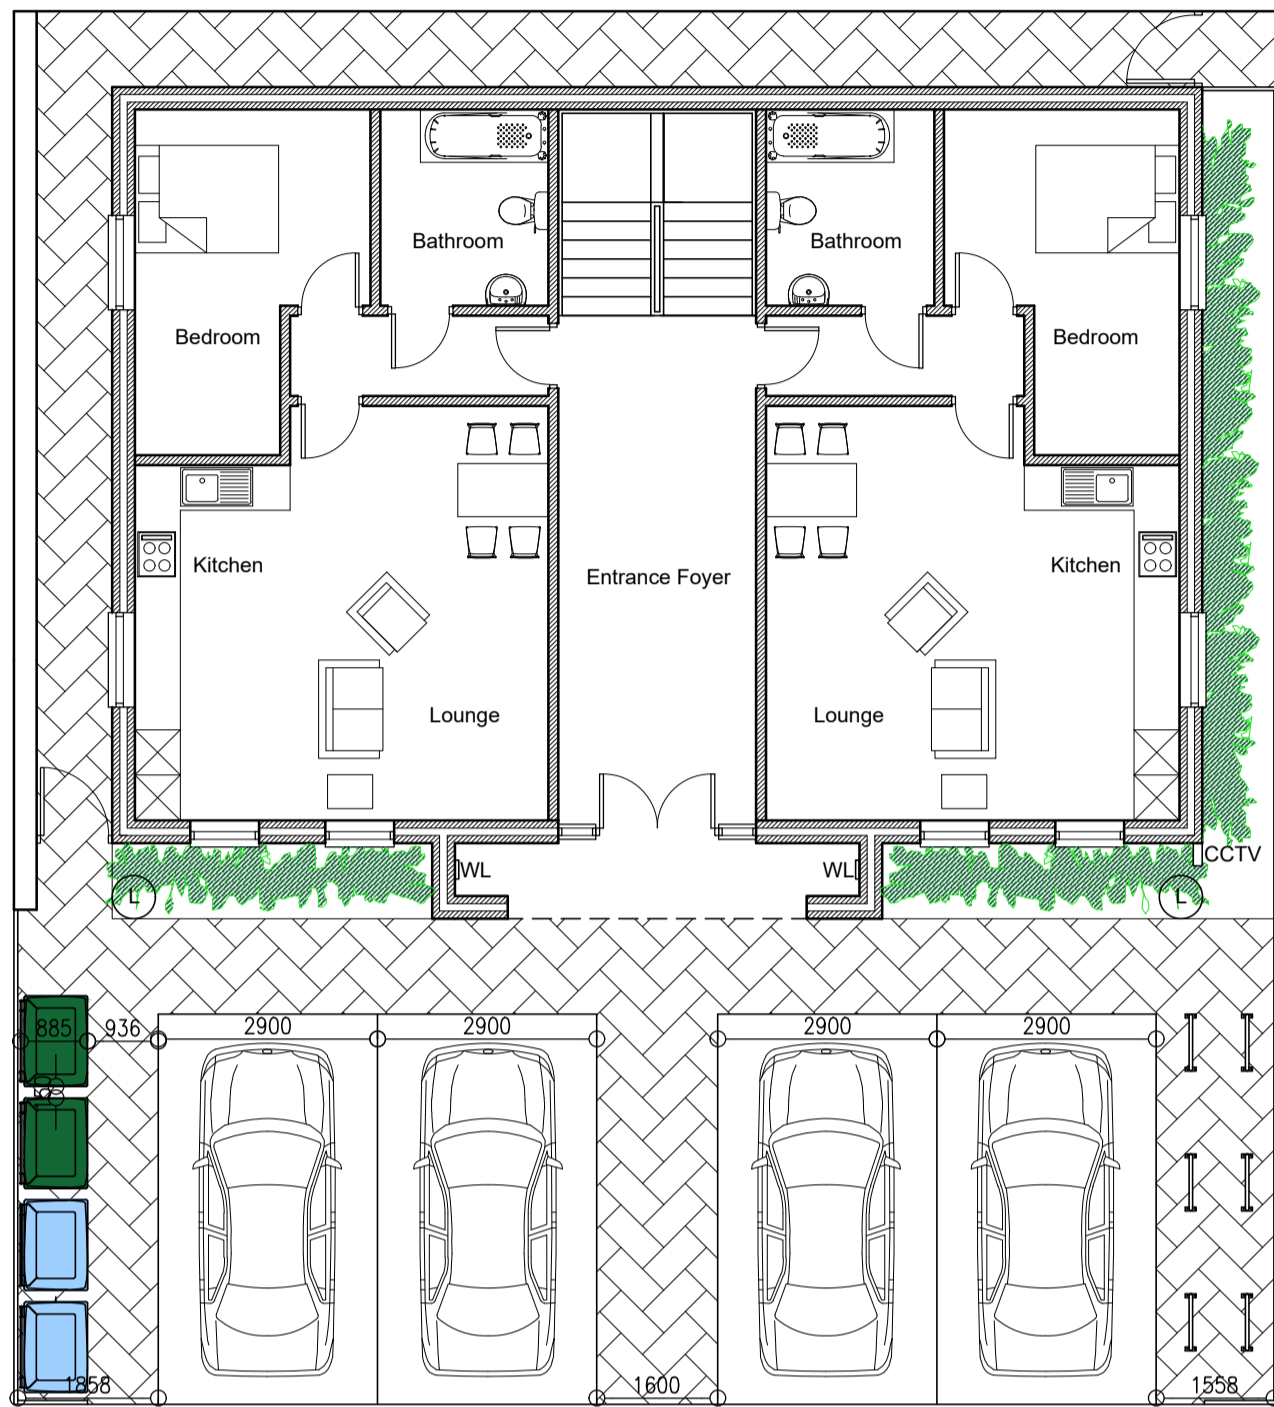 Bathroom
Bathroom
Bedroom
Bedroom
Kitchen
Entrance Foyer
Kitchen
Lounge
Lounge
WL
WL
CCTV
L
L
885
936
2900
2900
2900
2900
1858
1600
1558